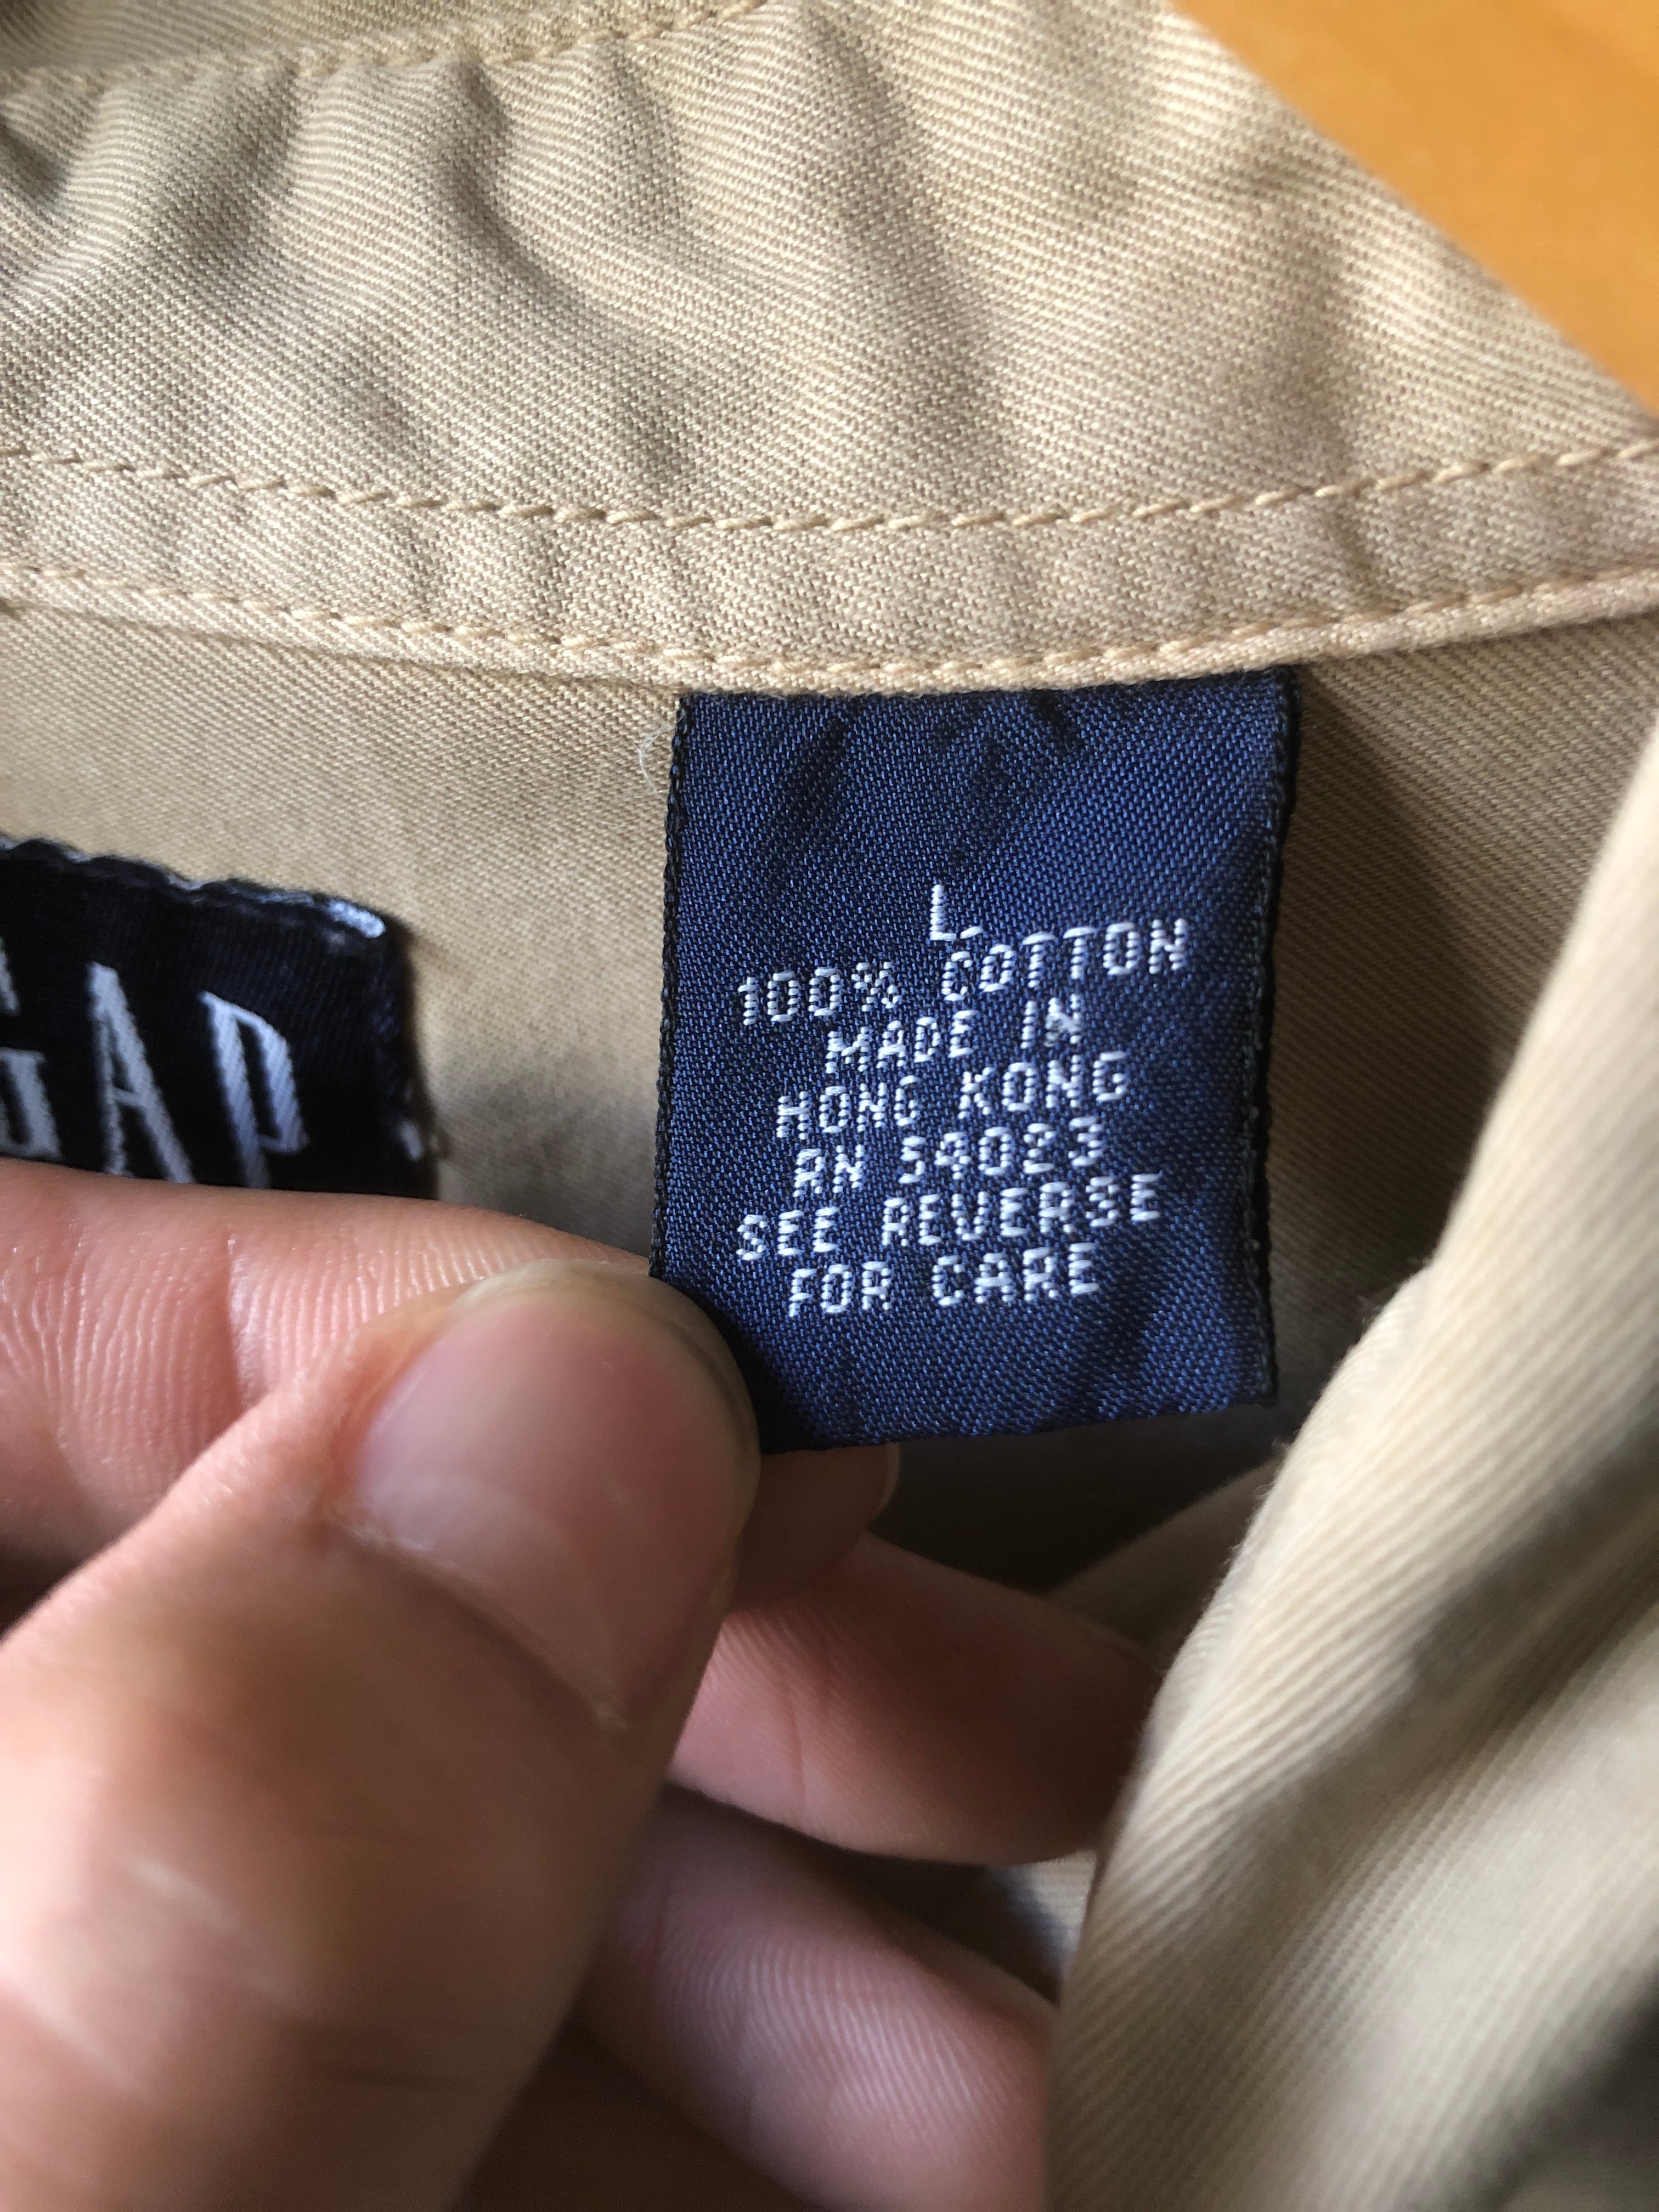 GAP
L.
100% COTTON
MADE IN
HONG KONG
RN 54023
SEE REVERSE
FOR CARE